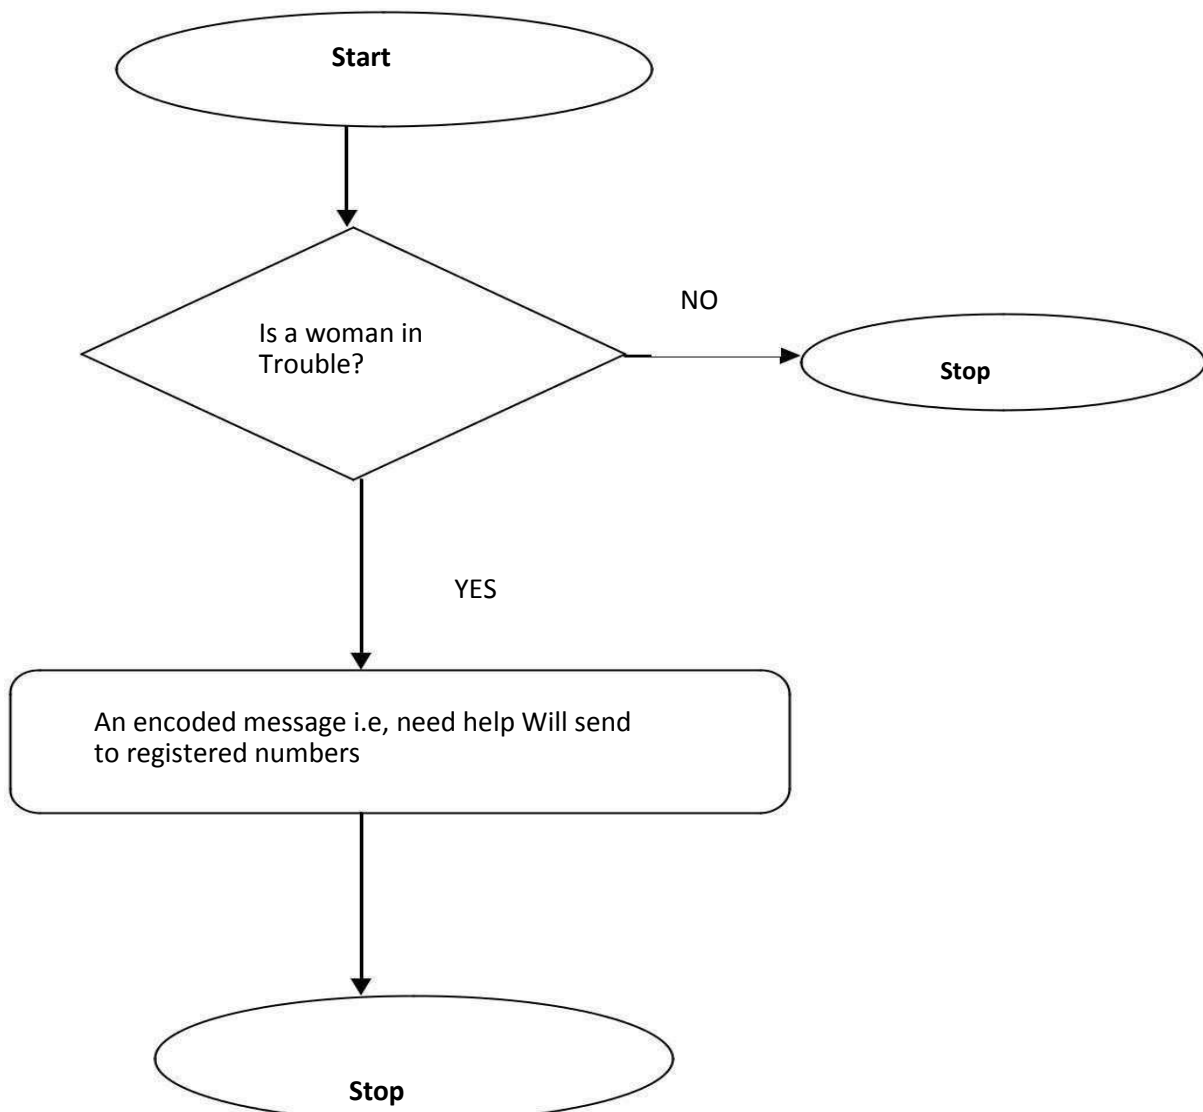 Start
NO
Is a woman in
Trouble?
Stop
YES
An encoded message i.e, need help Will send
to registered numbers
Stop